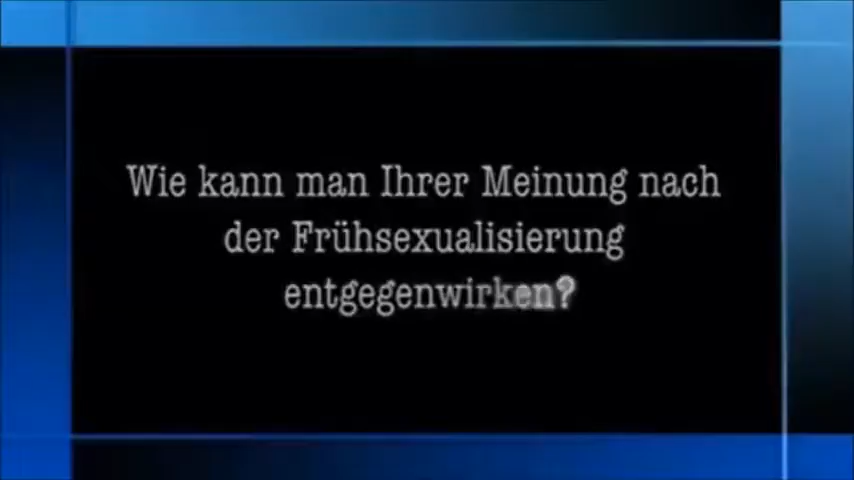 Wie kann man Ihrer Meinung nach
der Frühsexualisierung
entgegenwirken?